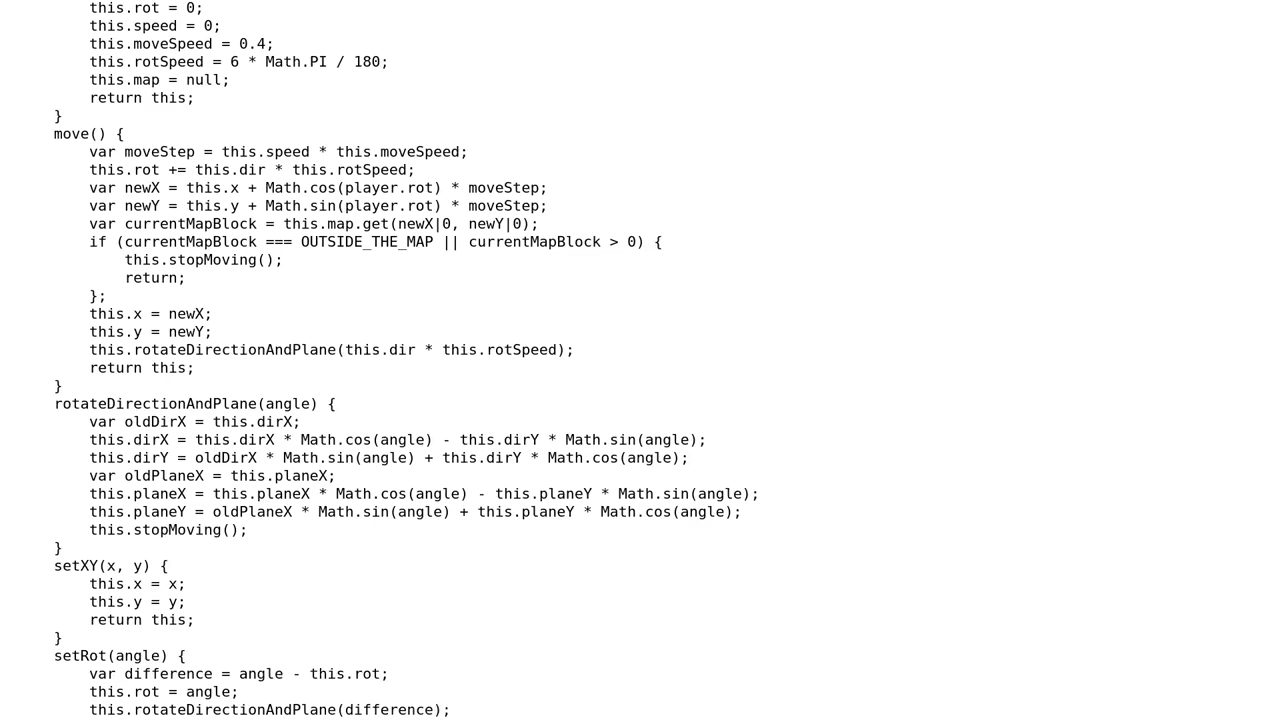 this.rot = 0;
this.speed = 0;
this.moveSpeed = 0.4;
this.rotSpeed = 6 * Math.PI / 180;
this.map = null;
return this;
}
move() {
var moveStep = this.speed * this.moveSpeed;
this.rot += this.dir * this.rotSpeed;
var newX = this.x + Math.cos(player.rot) * moveStep;
var newY = this.y + Math.sin(player.rot) * moveStep;
var currentMapBlock = this.map.get(newX|0, newY|0);
if (currentMapBlock === OUTSIDE_THE_MAP || currentMapBlock > 0) {
this.stopMoving();
return;
};
this.x = newX;
this.y = newY;
this.rotateDirectionAndPlane(this.dir * this.rotSpeed);
return this;
}
rotateDirectionAndPlane(angle) {
var oldDirX = this.dirX;
this.dirX = this.dirX * Math.cos(angle) - this.dirY * Math.sin(angle);
this.dirY = oldDirX * Math.sin(angle) + this.dirY * Math.cos(angle);
var oldPlaneX = this.planeX;
this.planeX = this.planeX * Math.cos(angle) - this.planeY * Math.sin(angle);
this.planeY = oldPlaneX * Math.sin(angle) + this.planeY * Math.cos(angle);
this.stopMoving();
}
setXY(x, y) {
this.x = x;
this.y = y;
return this;
}
setRot(angle) {
var difference = angle - this.rot;
this.rot = angle;
this.rotateDirectionAndPlane(difference);